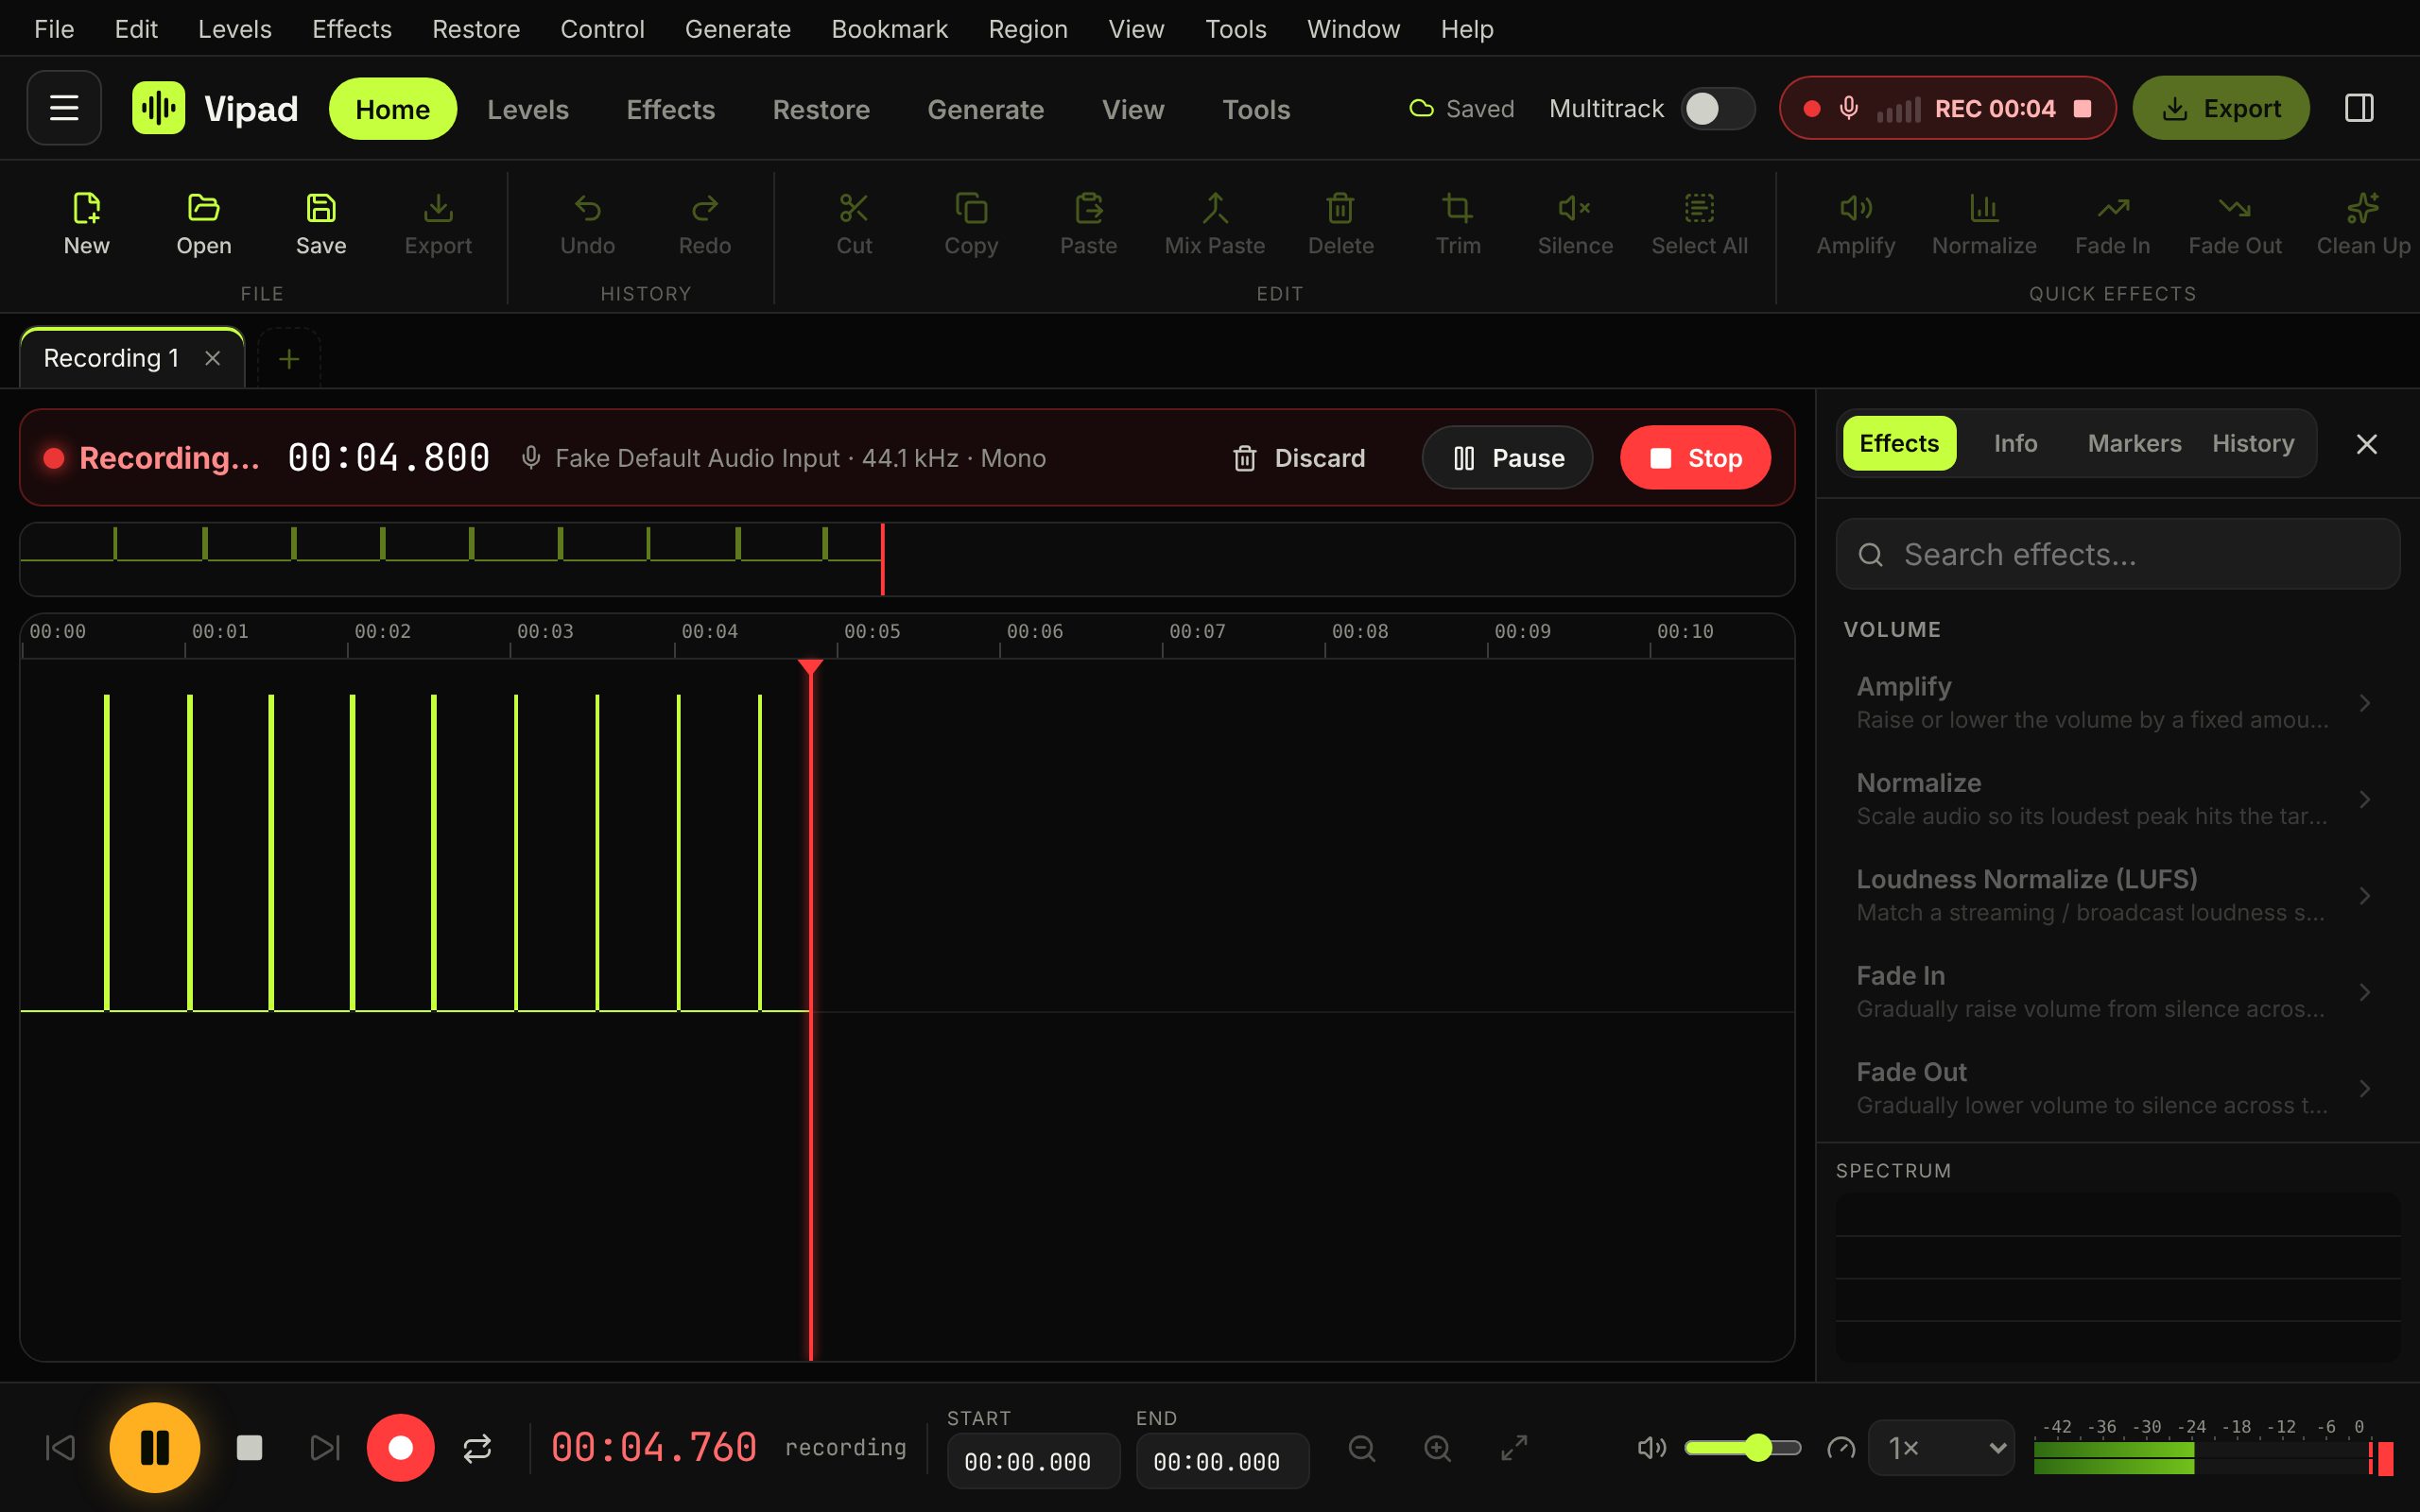 File Edit Levels Effects Restore Control Generate Bookmark Region View Tools Window Help
Vipad Home Levels Effects Restore Generate View Tools Saved Multitrack REC 00:04 Export
New Open Save Export Undo Redo Cut Copy Paste Mix Paste Delete Trim Silence Select All Amplify Normalize Fade In Fade Out Clean Up
FILE HISTORY EDIT QUICK EFFECTS
Recording 1
Recording... 00:04.800 Fake Default Audio Input · 44.1 kHz · Mono Discard Pause Stop
00:00 00:01 00:02 00:03 00:04 00:05 00:06 00:07 00:08 00:09 00:10
Effects Info Markers History
Search effects...
VOLUME
Amplify
Raise or lower the volume by a fixed amou...
Normalize
Scale audio so its loudest peak hits the tar...
Loudness Normalize (LUFS)
Match a streaming / broadcast loudness s...
Fade In
Gradually raise volume from silence acros...
Fade Out
Gradually lower volume to silence across t...
SPECTRUM
00:04.760 recording
START END
00:00.000 00:00.000
1×
-42 -36 -30 -24 -18 -12 -6 0